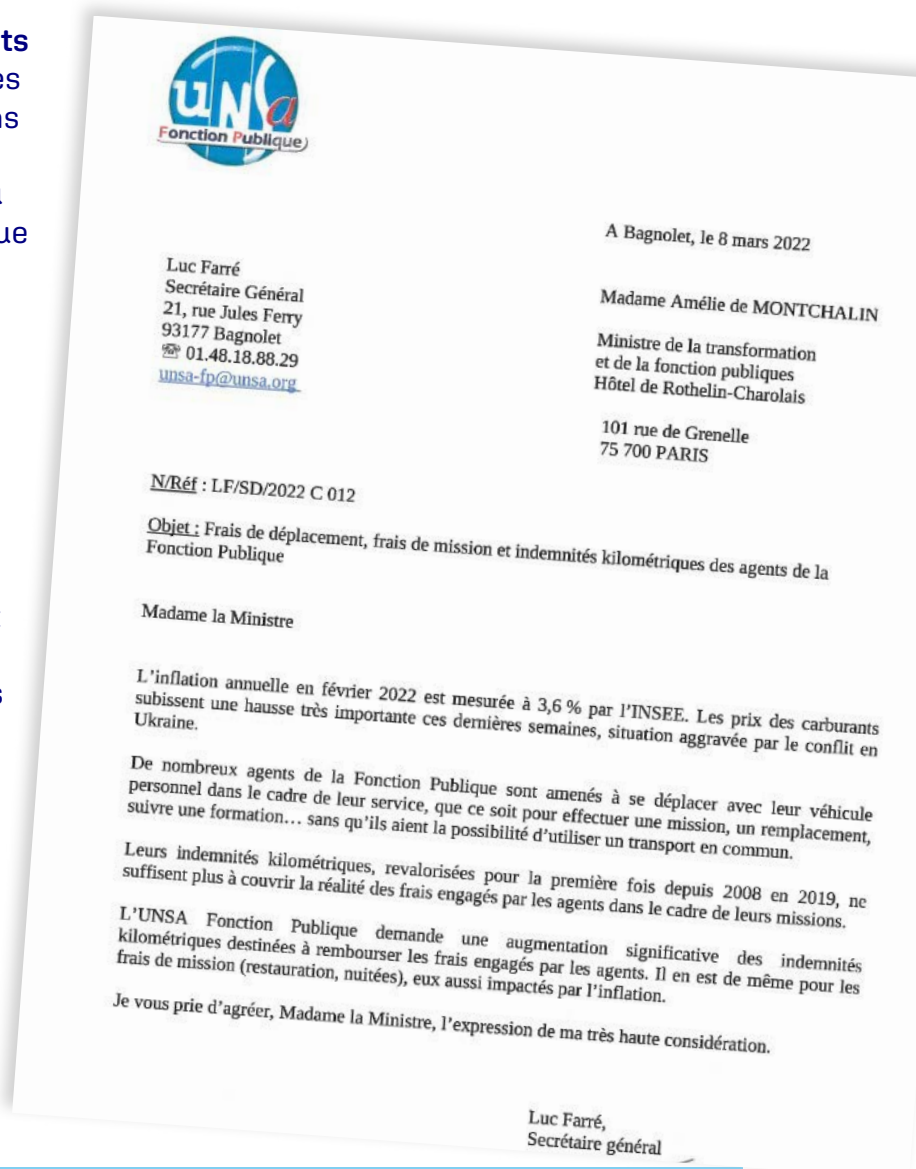 ts
es
ns
ue
s
unsa
Fonction Publique
A Bagnolet, le 8 mars 2022
Luc Farré
Secrétaire Général
21, rue Jules Ferry
93177 Bagnolet
☎ 01.48.18.88.29
unsa-fp@unsa.org
Madame Amélie de MONTCHALIN
Ministre de la transformation
et de la fonction publiques
Hôtel de Rothelin-Charolais
101 rue de Grenelle
75 700 PARIS
N/Réf : LF/SD/2022 C 012
Objet : Frais de déplacement, frais de mission et indemnités kilométriques des agents de la
Fonction Publique
Madame la Ministre
L'inflation annuelle en février 2022 est mesurée à 3,6 % par l'INSEE. Les prix des carburants
subissent une hausse très importante ces dernières semaines, situation aggravée par le conflit en
Ukraine.
De nombreux agents de la Fonction Publique sont amenés à se déplacer avec leur véhicule
personnel dans le cadre de leur service, que ce soit pour effectuer une mission, un remplacement,
suivre une formation… sans qu'ils aient la possibilité d'utiliser un transport en commun.
Leurs indemnités kilométriques, revalorisées pour la première fois depuis 2008 en 2019, ne
suffisent plus à couvrir la réalité des frais engagés par les agents dans le cadre de leurs missions.
L'UNSA Fonction Publique demande une augmentation significative des indemnités
kilométriques destinées à rembourser les frais engagés par les agents. Il en est de même pour les
frais de mission (restauration, nuitées), eux aussi impactés par l'inflation.
Je vous prie d'agréer, Madame la Ministre, l'expression de ma très haute considération.
Luc Farré,
Secrétaire général